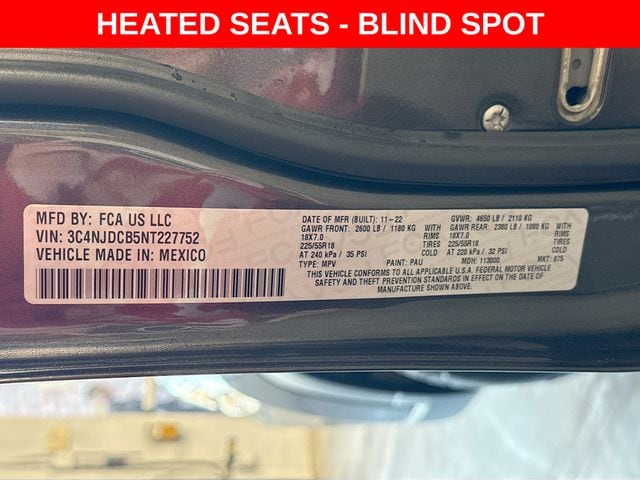 HEATED SEATS - BLIND SPOT
MFD BY: FCA US LLC
VIN: 3C4NJDCB5NT227752
VEHICLE MADE IN: MEXICO
DATE OF MFR (BUILT): 11-22 GVWR: 4650 LB / 2110 KG
GAWR FRONT: 2600 LB / 1180 KG WITH GAWR REAR: 2380 LB / 1080 KG WITH
18X7.0 RIMS 18X7.0 RIMS
225/55R18 TIRES 225/55R18 TIRES
AT 240 kPa / 35 PSI COLD AT 220 kPa / 32 PSI COLD
TYPE: MPV PAINT: PAU MDH: 113000 MKT: 875
CONFORMS TO ALL APPLICABLE U.S.A. FEDERAL MOTOR VEHICLE
SAFETY AND THEFT PREVENTION STANDARDS IN EFFECT ON THE DATE OF
MANUFACTURE SHOWN ABOVE.